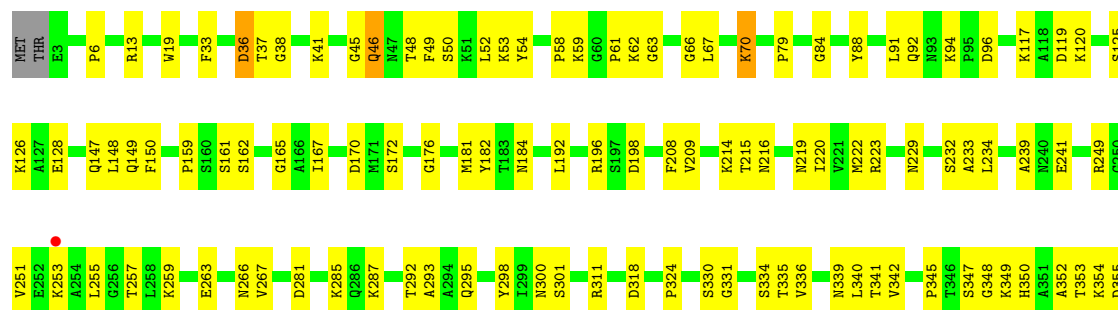 MET THR E3 P6 R13 W19 F33 D36 T37 G38 K41 G45 Q46 N47 T48 F49 S50 K51 L52 K53 Y54 P58 K59 G60 P61 K62 G63 G66 L67 K70 P79 G84 Y88 L91 Q92 N93 K94 P95 D96 K117 A118 D119 K120 S125
K126 A127 E128 Q147 L148 Q149 F150 P159 S160 S161 S162 G165 A166 I167 D170 M171 S172 G176 M181 Y182 T183 N184 L192 R196 S197 D198 F208 V209 K214 T215 N216 N219 I220 V221 M222 R223 N229 S232 A233 L234 A239 N240 E241 R249 G250
V251 E252 K253 A254 L255 G256 T257 L258 K259 E263 N266 V267 D281 K285 Q286 K287 T292 A293 A294 Q295 Y298 I299 N300 S301 R311 D318 P324 S330 G331 S334 T335 V336 N339 L340 T341 V342 P345 T346 S347 G348 K349 H350 A351 A352 T353 K354 D355